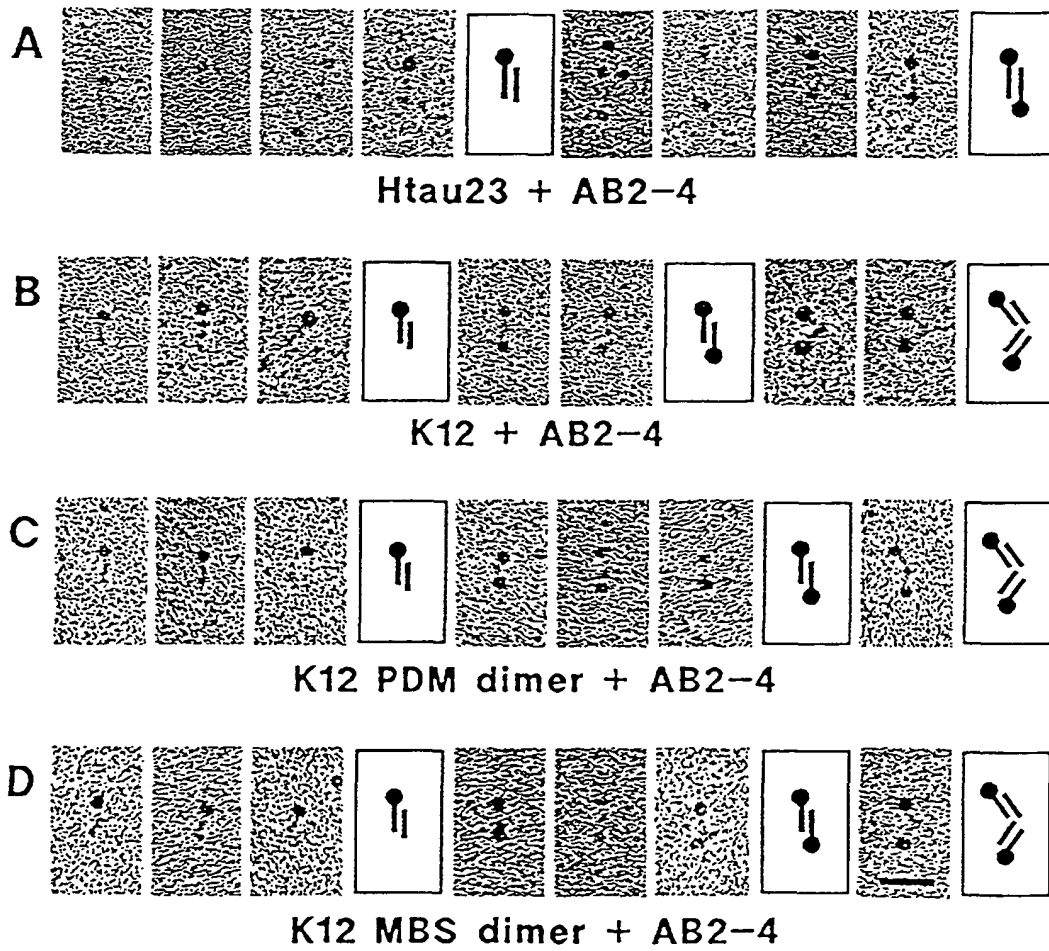 A
Htau23 + AB2-4
B
K12 + AB2-4
C
K12 PDM dimer + AB2-4
D
K12 MBS dimer + AB2-4